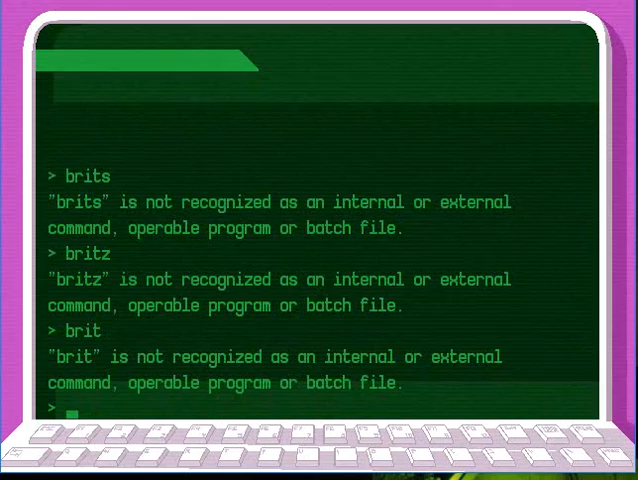 > brits
"brits" is not recognized as an internal or external
command, operable program or batch file.
> britz
"britz" is not recognized as an internal or external
command, operable program or batch file.
> brit
"brit" is not recognized as an internal or external
command, operable program or batch file.
>